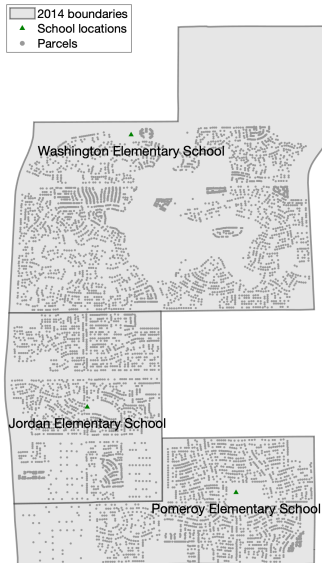 2014 boundaries
School locations
Parcels
Washington Elementary School
Jordan Elementary School
Pomeroy Elementary School